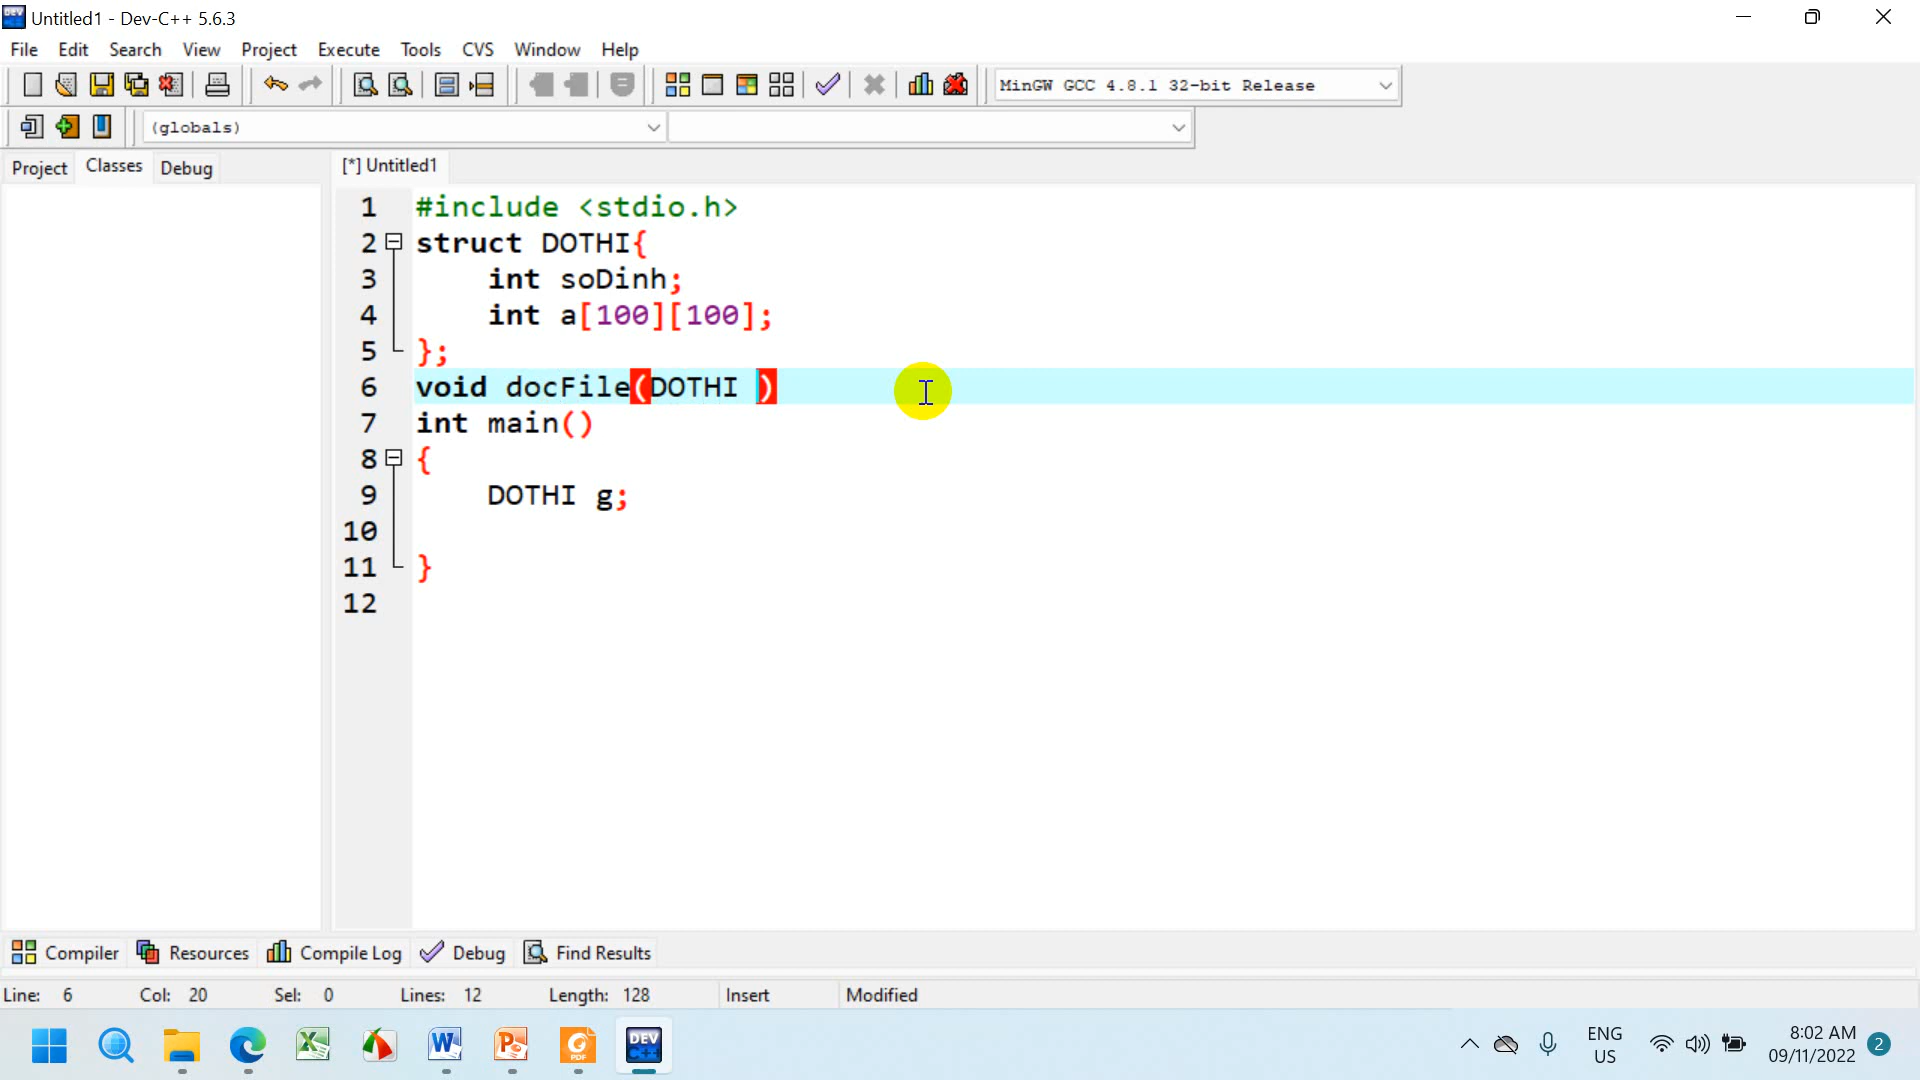 Untitled1 - Dev-C++ 5.6.3
File Edit Search View Project Execute Tools CVS Window Help
MinGW GCC 4.8.1 32-bit Release
(globals)
Project Classes Debug
[*] Untitled1
1 #include <stdio.h>
2 struct DOTHI{
3 int soDinh;
4 int a[100][100];
5 };
6 void docFile(DOTHI )
7 int main()
8 {
9 DOTHI g;
10
11 }
12
Compiler Resources Compile Log Debug Find Results
Line: 6 Col: 20 Sel: 0 Lines: 12 Length: 128 Insert Modified
DEV C++
ENG
US
8:02 AM
09/11/2022
2